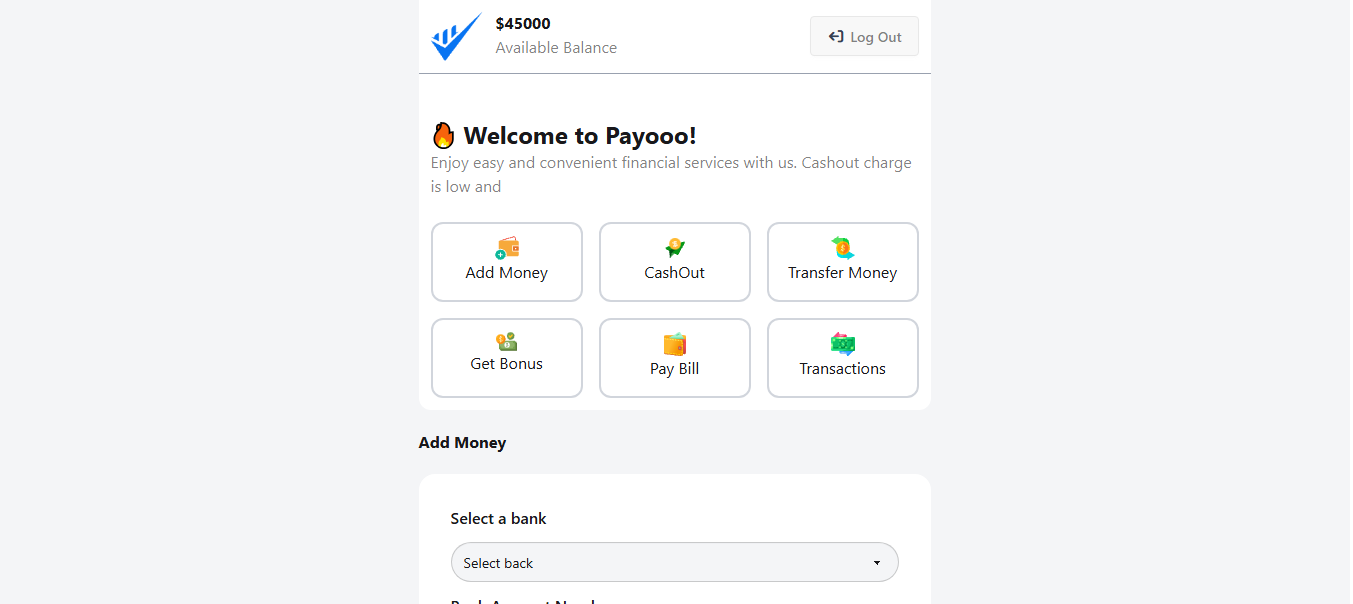 $45000
Available Balance
Log Out
Welcome to Payooo!
Enjoy easy and convenient financial services with us. Cashout charge
is low and
Add Money
CashOut
Transfer Money
Get Bonus
Pay Bill
Transactions
Add Money
Select a bank
Select back